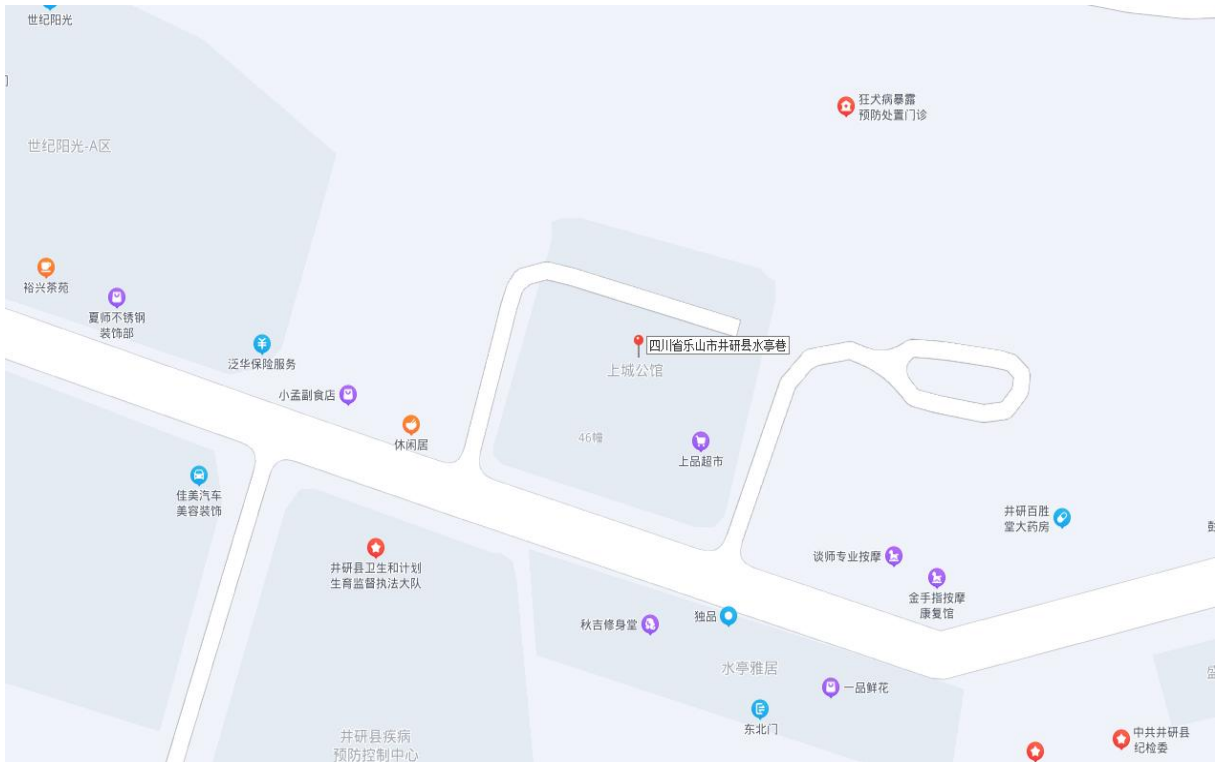 世纪阳光
狂犬病暴露
预防处置门诊
世纪阳光-A区
裕兴茶苑
夏师不锈钢
装饰部
四川省乐山市井研县水亭巷
泛华保险服务
上城公馆
小孟副食店
休闲居
46幢
上品超市
佳美汽车
美容装饰
井研百胜
堂大药房
谈师专业按摩
井研县卫生和计划
生育监督执法大队
金手指按摩
康复馆
秋吉修身堂
独品
水亭雅居
一品鲜花
东北门
井研县疾病
预防控制中心
中共井研县
纪检委